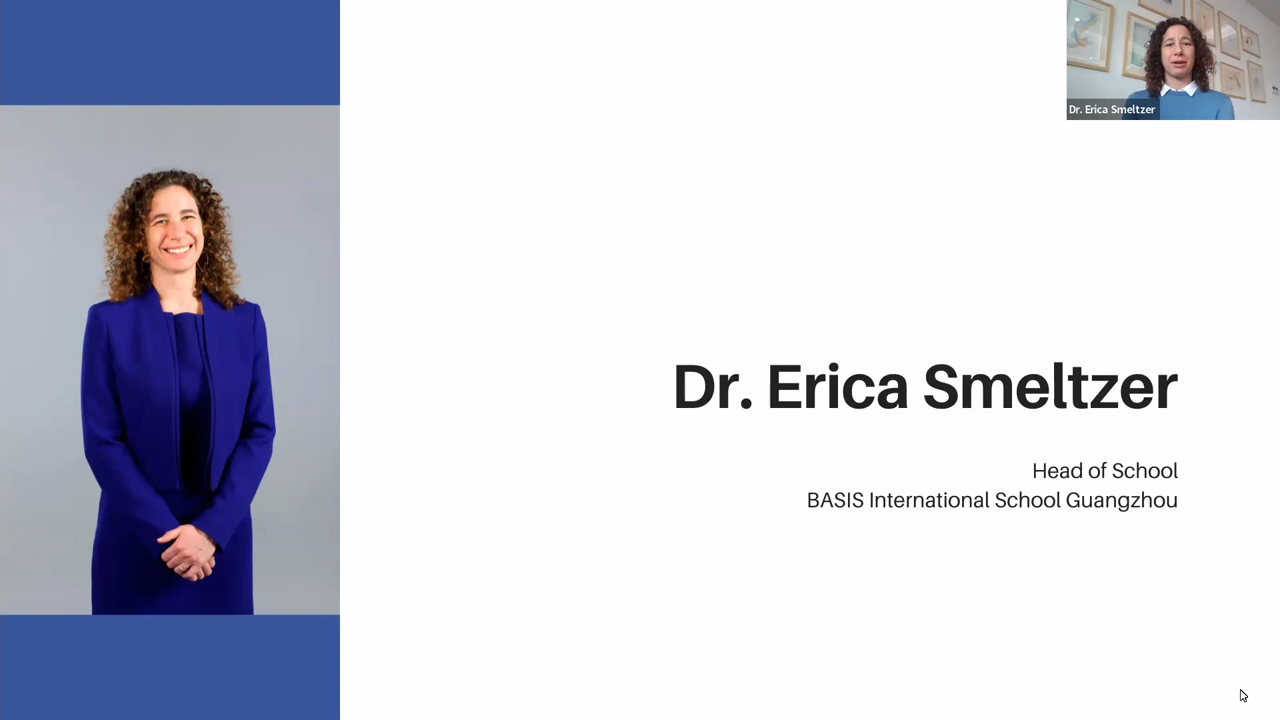 Dr. Erica Smeltzer
Dr. Erica Smeltzer
Head of School
BASIS International School Guangzhou